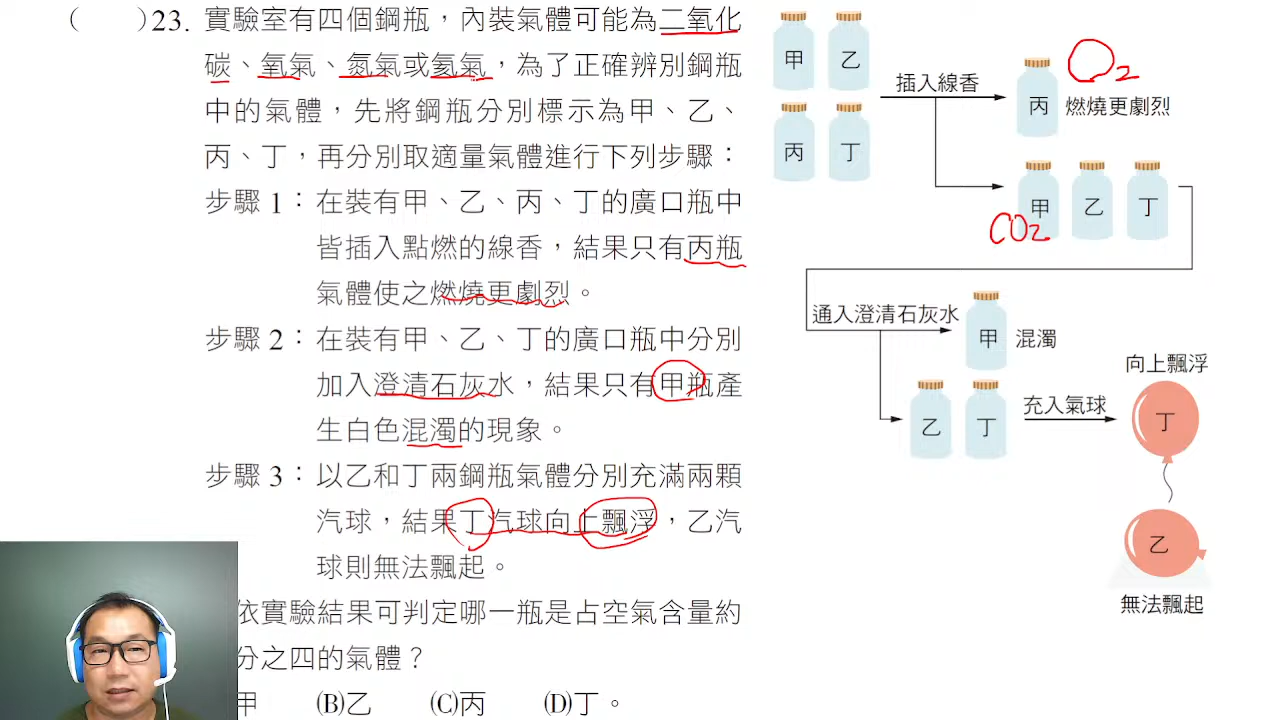 (　　)23. 實驗室有四個鋼瓶，內裝氣體可能為二氧化
碳、氧氣、氮氣或氦氣，為了正確辨別鋼瓶
中的氣體，先將鋼瓶分別標示為甲、乙、
丙、丁，再分別取適量氣體進行下列步驟：
步驟 1：在裝有甲、乙、丙、丁的廣口瓶中
皆插入點燃的線香，結果只有丙瓶
氣體使之燃燒更劇烈。
步驟 2：在裝有甲、乙、丁的廣口瓶中分別
加入澄清石灰水，結果只有甲瓶產
生白色混濁的現象。
步驟 3：以乙和丁兩鋼瓶氣體分別充滿兩顆
汽球，結果丁汽球向上飄浮，乙汽
球則無法飄起。
依實驗結果可判定哪一瓶是占空氣含量約
分之四的氣體？
甲　(B)乙　(C)丙　(D)丁。
甲 乙
丙 丁
插入線香
O2
丙 燃燒更劇烈
甲 乙 丁
CO2
通入澄清石灰水
甲 混濁
乙 丁
充入氣球
向上飄浮
丁
乙
無法飄起